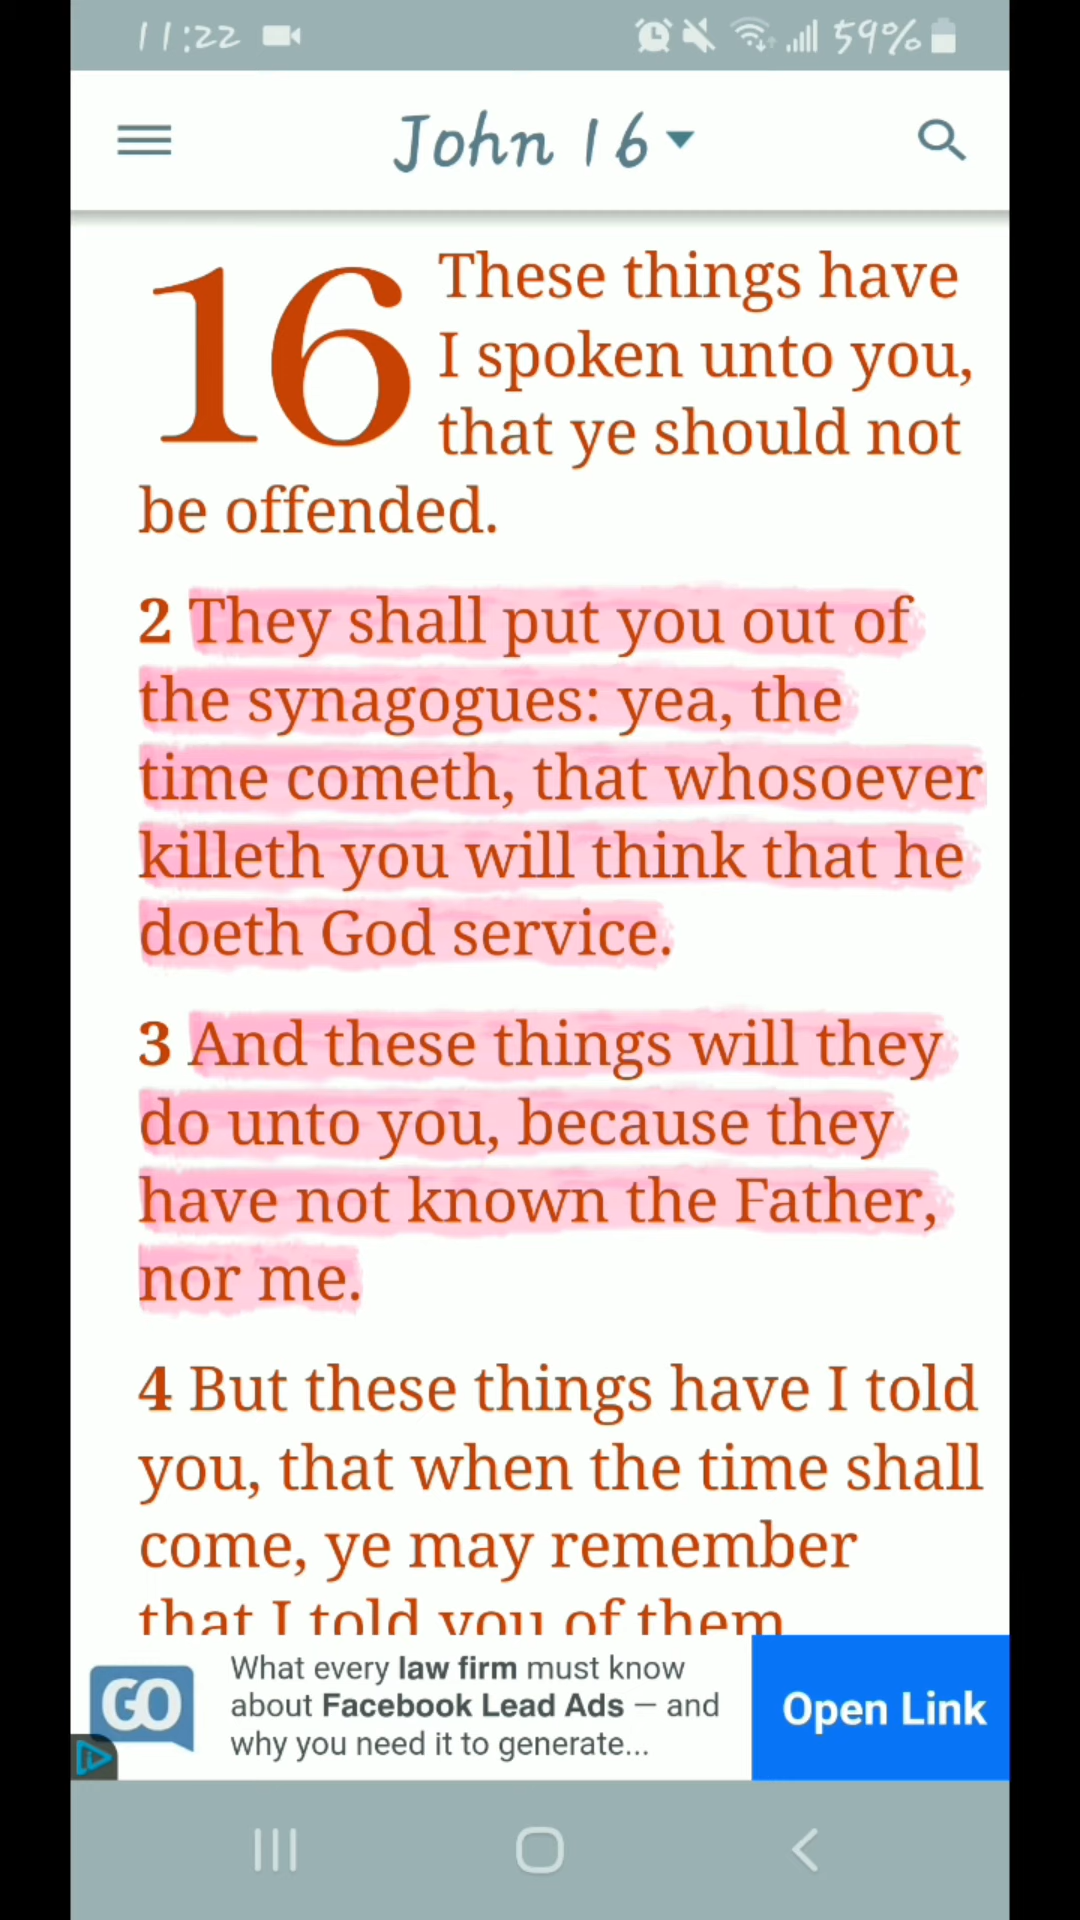 11:22 59%
John 16
16 These things have
I spoken unto you,
that ye should not
be offended.
2 They shall put you out of
the synagogues: yea, the
time cometh, that whosoever
killeth you will think that he
doeth God service.
3 And these things will they
do unto you, because they
have not known the Father,
nor me.
4 But these things have I told
you, that when the time shall
come, ye may remember
that I told you of them
GO
What every law firm must know
about Facebook Lead Ads — and
why you need it to generate...
Open Link